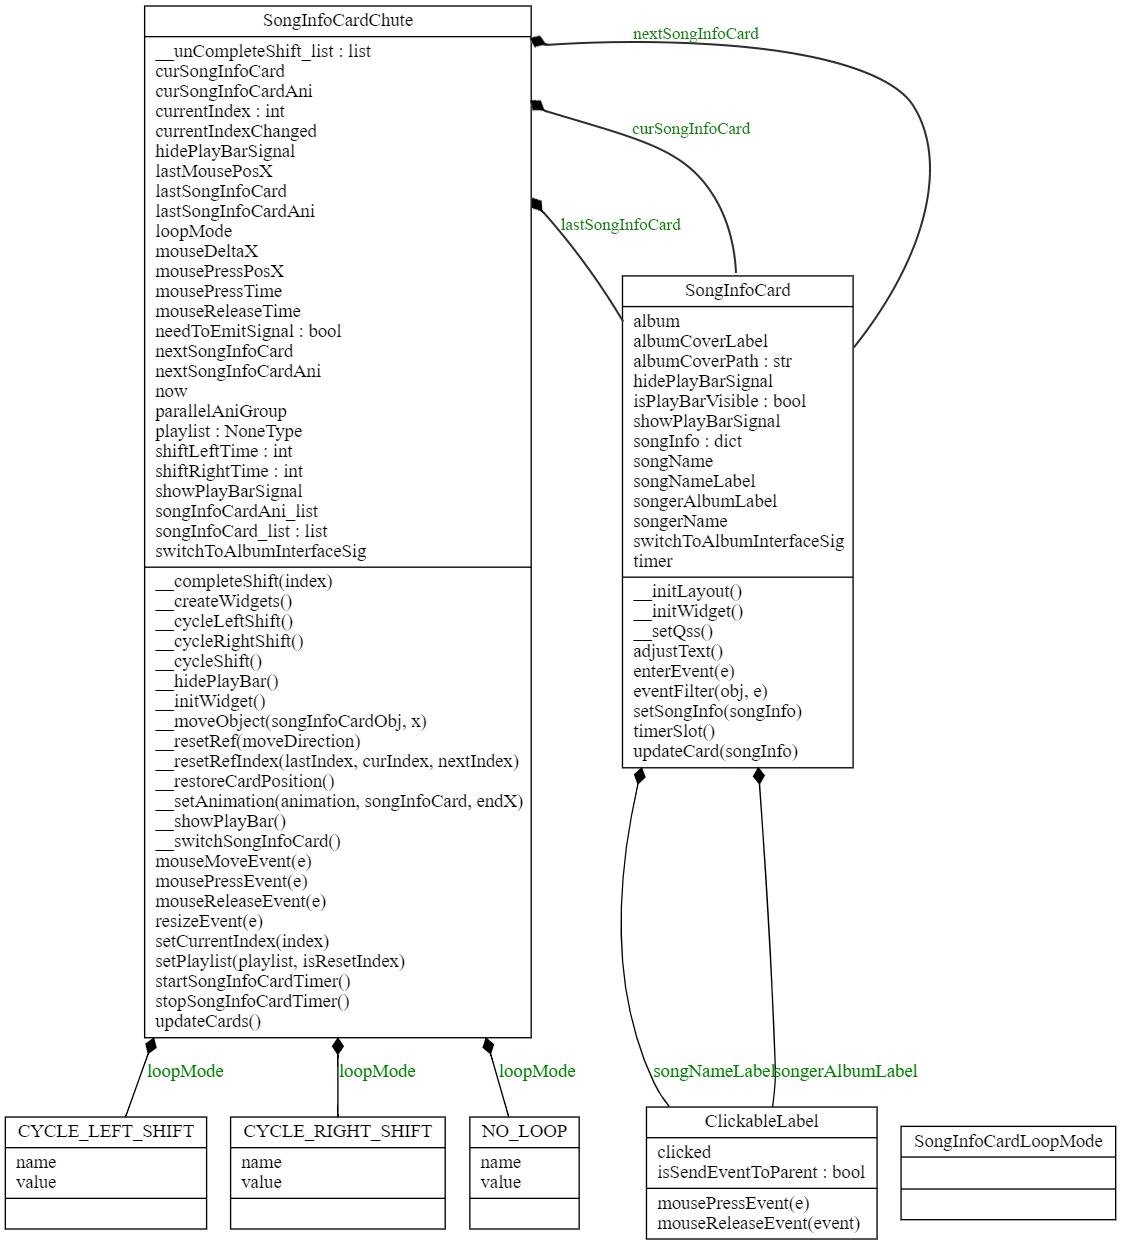 SongInfoCardChute
__unCompleteShift_list : list
curSongInfoCard
curSongInfoCardAni
currentIndex : int
currentIndexChanged
hidePlayBarSignal
lastMousePosX
lastSongInfoCard
lastSongInfoCardAni
loopMode
mouseDeltaX
mousePressPosX
mousePressTime
mouseReleaseTime
needToEmitSignal : bool
nextSongInfoCard
nextSongInfoCardAni
now
parallelAniGroup
playlist : NoneType
shiftLeftTime : int
shiftRightTime : int
showPlayBarSignal
songInfoCardAni_list
songInfoCard_list : list
switchToAlbumInterfaceSig
__completeShift(index)
__createWidgets()
__cycleLeftShift()
__cycleRightShift()
__cycleShift()
__hidePlayBar()
__initWidget()
__moveObject(songInfoCardObj, x)
__resetRef(moveDirection)
__resetRefIndex(lastIndex, curIndex, nextIndex)
__restoreCardPosition()
__setAnimation(animation, songInfoCard, endX)
__showPlayBar()
__switchSongInfoCard()
mouseMoveEvent(e)
mousePressEvent(e)
mouseReleaseEvent(e)
resizeEvent(e)
setCurrentIndex(index)
setPlaylist(playlist, isResetIndex)
startSongInfoCardTimer()
stopSongInfoCardTimer()
updateCards()
nextSongInfoCard
curSongInfoCard
lastSongInfoCard
SongInfoCard
album
albumCoverLabel
albumCoverPath : str
hidePlayBarSignal
isPlayBarVisible : bool
showPlayBarSignal
songInfo : dict
songName
songNameLabel
songerAlbumLabel
songerName
switchToAlbumInterfaceSig
timer
__initLayout()
__initWidget()
__setQss()
adjustText()
enterEvent(e)
eventFilter(obj, e)
setSongInfo(songInfo)
timerSlot()
updateCard(songInfo)
loopMode
loopMode
loopMode
songNameLabel
songerAlbumLabel
CYCLE_LEFT_SHIFT
name
value
CYCLE_RIGHT_SHIFT
name
value
NO_LOOP
name
value
ClickableLabel
clicked
isSendEventToParent : bool
mousePressEvent(e)
mouseReleaseEvent(event)
SongInfoCardLoopMode